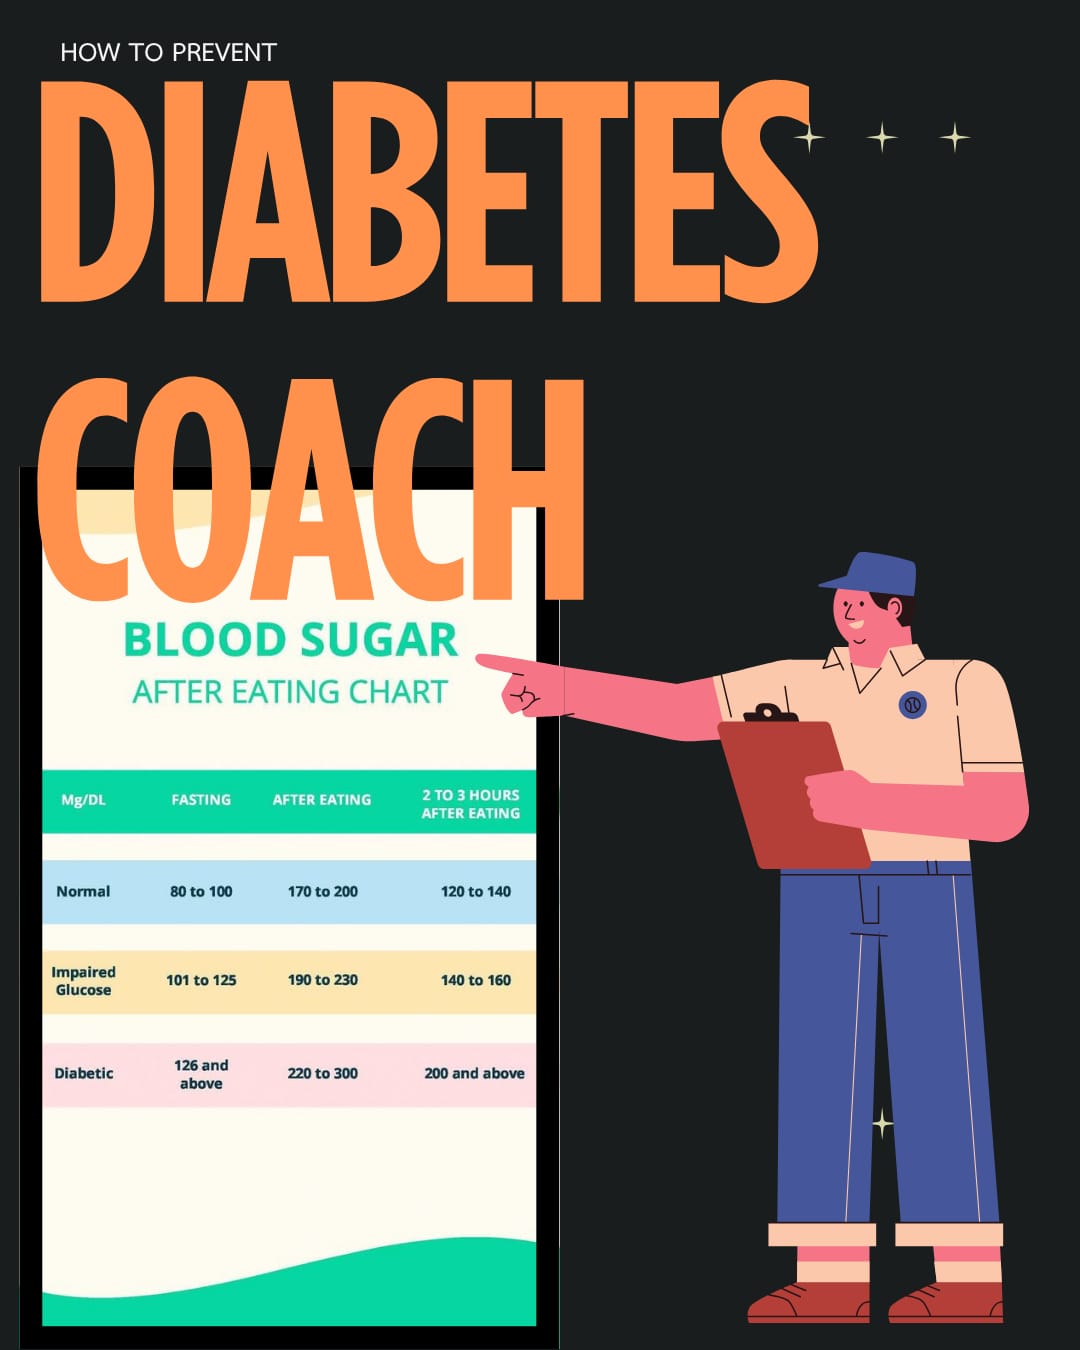 HOW TO PREVENT
DIABETES
COACH
BLOOD SUGAR
AFTER EATING CHART
Mg/DL FASTING AFTER EATING 2 TO 3 HOURS AFTER EATING
Normal 80 to 100 170 to 200 120 to 140
Impaired Glucose 101 to 125 190 to 230 140 to 160
Diabetic 126 and above 220 to 300 200 and above